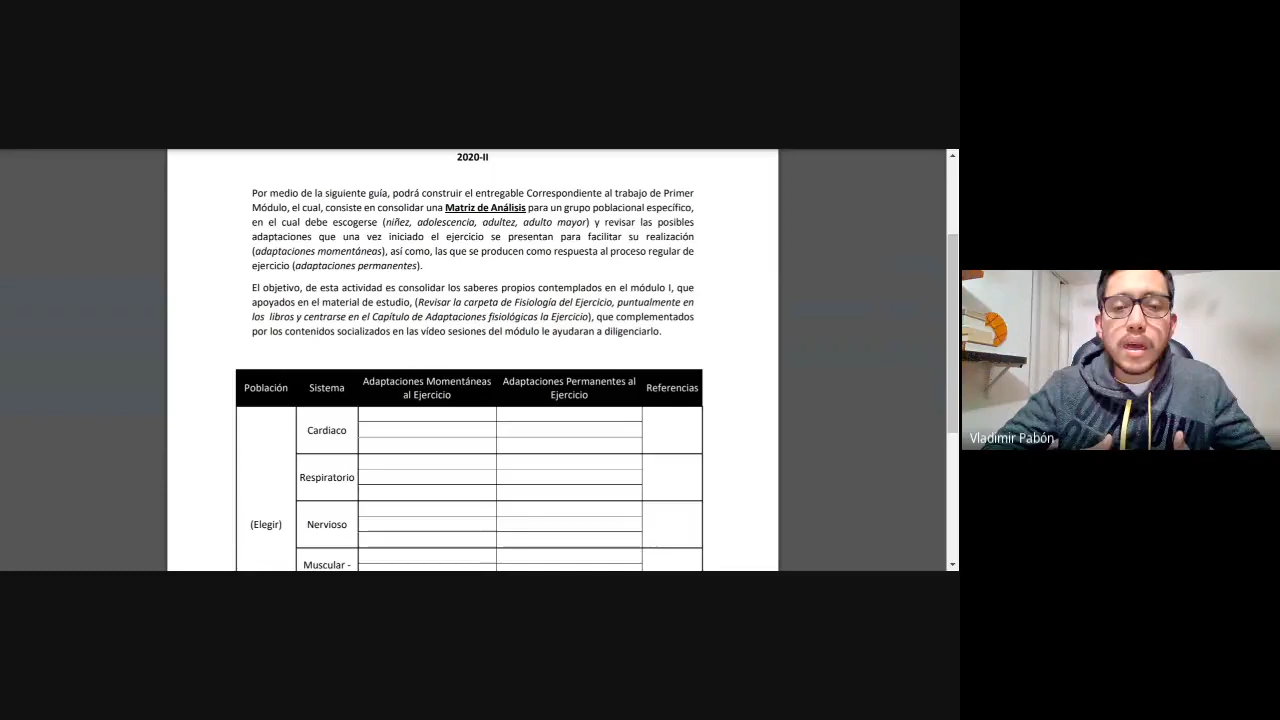 2020-II
Por medio de la siguiente guía, podrá construir el entregable Correspondiente al trabajo de Primer
Módulo, el cual, consiste en consolidar una Matriz de Análisis para un grupo poblacional específico,
en el cual debe escogerse (niñez, adolescencia, adultez, adulto mayor) y revisar las posibles
adaptaciones que una vez iniciado el ejercicio se presentan para facilitar su realización
(adaptaciones momentáneas), así como, las que se producen como respuesta al proceso regular de
ejercicio (adaptaciones permanentes).
El objetivo, de esta actividad es consolidar los saberes propios contemplados en el módulo I, que
apoyados en el material de estudio, (Revisar la carpeta de Fisiología del Ejercicio, puntualmente en
los libros y centrarse en el Capítulo de Adaptaciones fisiológicas la Ejercicio), que complementados
por los contenidos socializados en las vídeo sesiones del módulo le ayudaran a diligenciarlo.
Población Sistema Adaptaciones Momentáneas al Ejercicio Adaptaciones Permanentes al Ejercicio Referencias
Cardiaco
Respiratorio
(Elegir) Nervioso
Muscular -
Vladimir Pabón